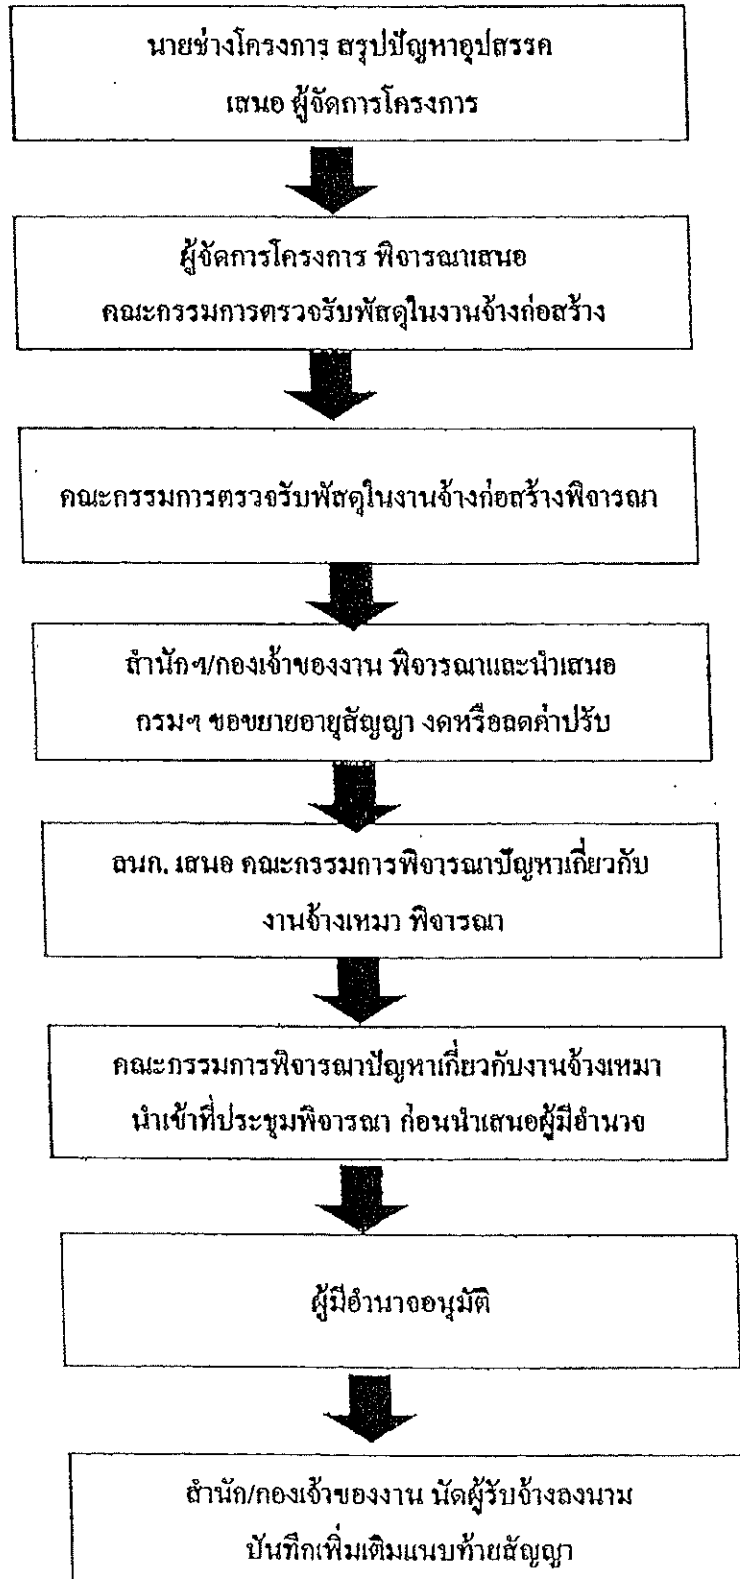 นายช่างโครงการ สรุปปัญหาอุปสรรค
เสนอ ผู้จัดการโครงการ
ผู้จัดการโครงการ พิจารณาเสนอ
คณะกรรมการตรวจรับพัสดุในงานจ้างก่อสร้าง
คณะกรรมการตรวจรับพัสดุในงานจ้างก่อสร้างพิจารณา
สำนักฯ/กองเจ้าของงาน พิจารณาและนำเสนอ
กรมฯ ขอขยายอายุสัญญา งดหรือลดค่าปรับ
ลนก. เสนอ คณะกรรมการพิจารณาปัญหาเกี่ยวกับ
งานจ้างเหมา พิจารณา
คณะกรรมการพิจารณาปัญหาเกี่ยวกับงานจ้างเหมา
นำเข้าที่ประชุมพิจารณา ก่อนนำเสนอผู้มีอำนาจ
ผู้มีอำนาจอนุมัติ
สำนัก/กองเจ้าของงาน นัดผู้รับจ้างลงนาม
บันทึกเพิ่มเติมแนบท้ายสัญญา